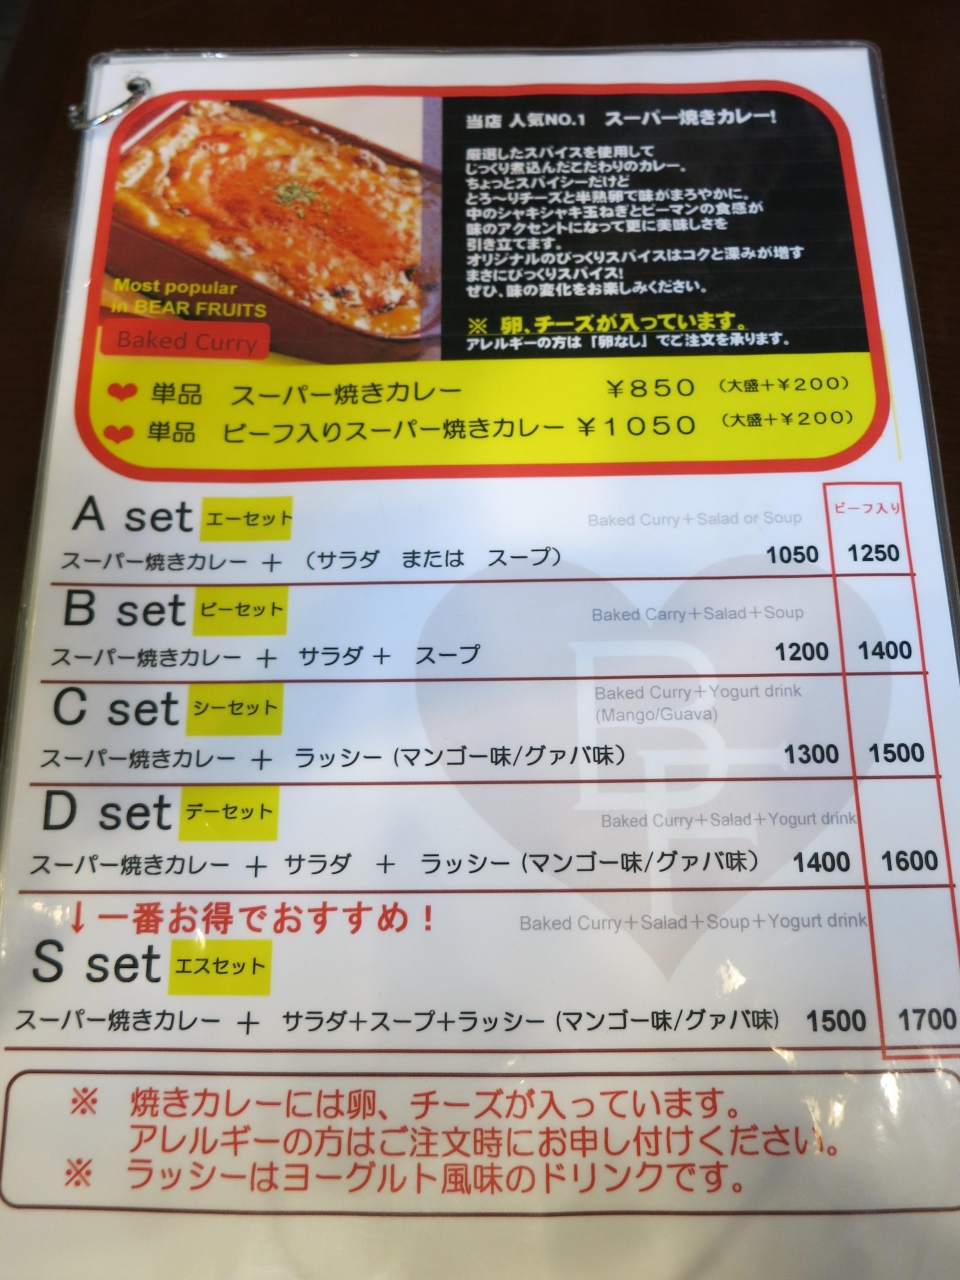 当店 人気NO.1 スーパー焼きカレー!
厳選したスパイスを使用して
じっくり煮込んだこだわりのカレー。
ちょっとスパイシーだけど
とろ〜りチーズと半熟卵で味がまろやかに。
中のシャキシャキ玉ねぎとピーマンの食感が
味のアクセントになって更に美味しさを
引き立てます。
オリジナルのびっくりスパイスはコクと深みが増す
まさにびっくりスパイス!
ぜひ、味の変化をお楽しみください。
※ 卵、チーズが入っています。
アレルギーの方は「卵なし」でご注文を承ります。
Most popular
in BEAR FRUITS
Baked Curry
❤ 単品 スーパー焼きカレー ￥850 （大盛＋￥200）
❤ 単品 ビーフ入りスーパー焼きカレー ￥1050 （大盛＋￥200）
A set エーセット Baked Curry＋Salad or Soup ビーフ入り
スーパー焼きカレー ＋ （サラダ または スープ） 1050 1250
B set ビーセット Baked Carry＋Salad＋Soup
スーパー焼きカレー ＋ サラダ ＋ スープ 1200 1400
C set シーセット Baked Curry＋Yogurt drink
(Mango/Guava)
スーパー焼きカレー ＋ ラッシー (マンゴー味/グァバ味） 1300 1500
D set デーセット Baked Curry＋Salad＋Yogurt drink
スーパー焼きカレー ＋ サラダ ＋ ラッシー (マンゴー味/グァバ味） 1400 1600
↓一番お得でおすすめ！ Baked Curry＋Salad＋Soup＋Yogurt drink
S set エスセット
スーパー焼きカレー ＋ サラダ＋スープ＋ラッシー (マンゴー味/グァバ味) 1500 1700
BF
※ 焼きカレーには卵、チーズが入っています。
アレルギーの方はご注文時にお申し付けください。
※ ラッシーはヨーグルト風味のドリンクです。